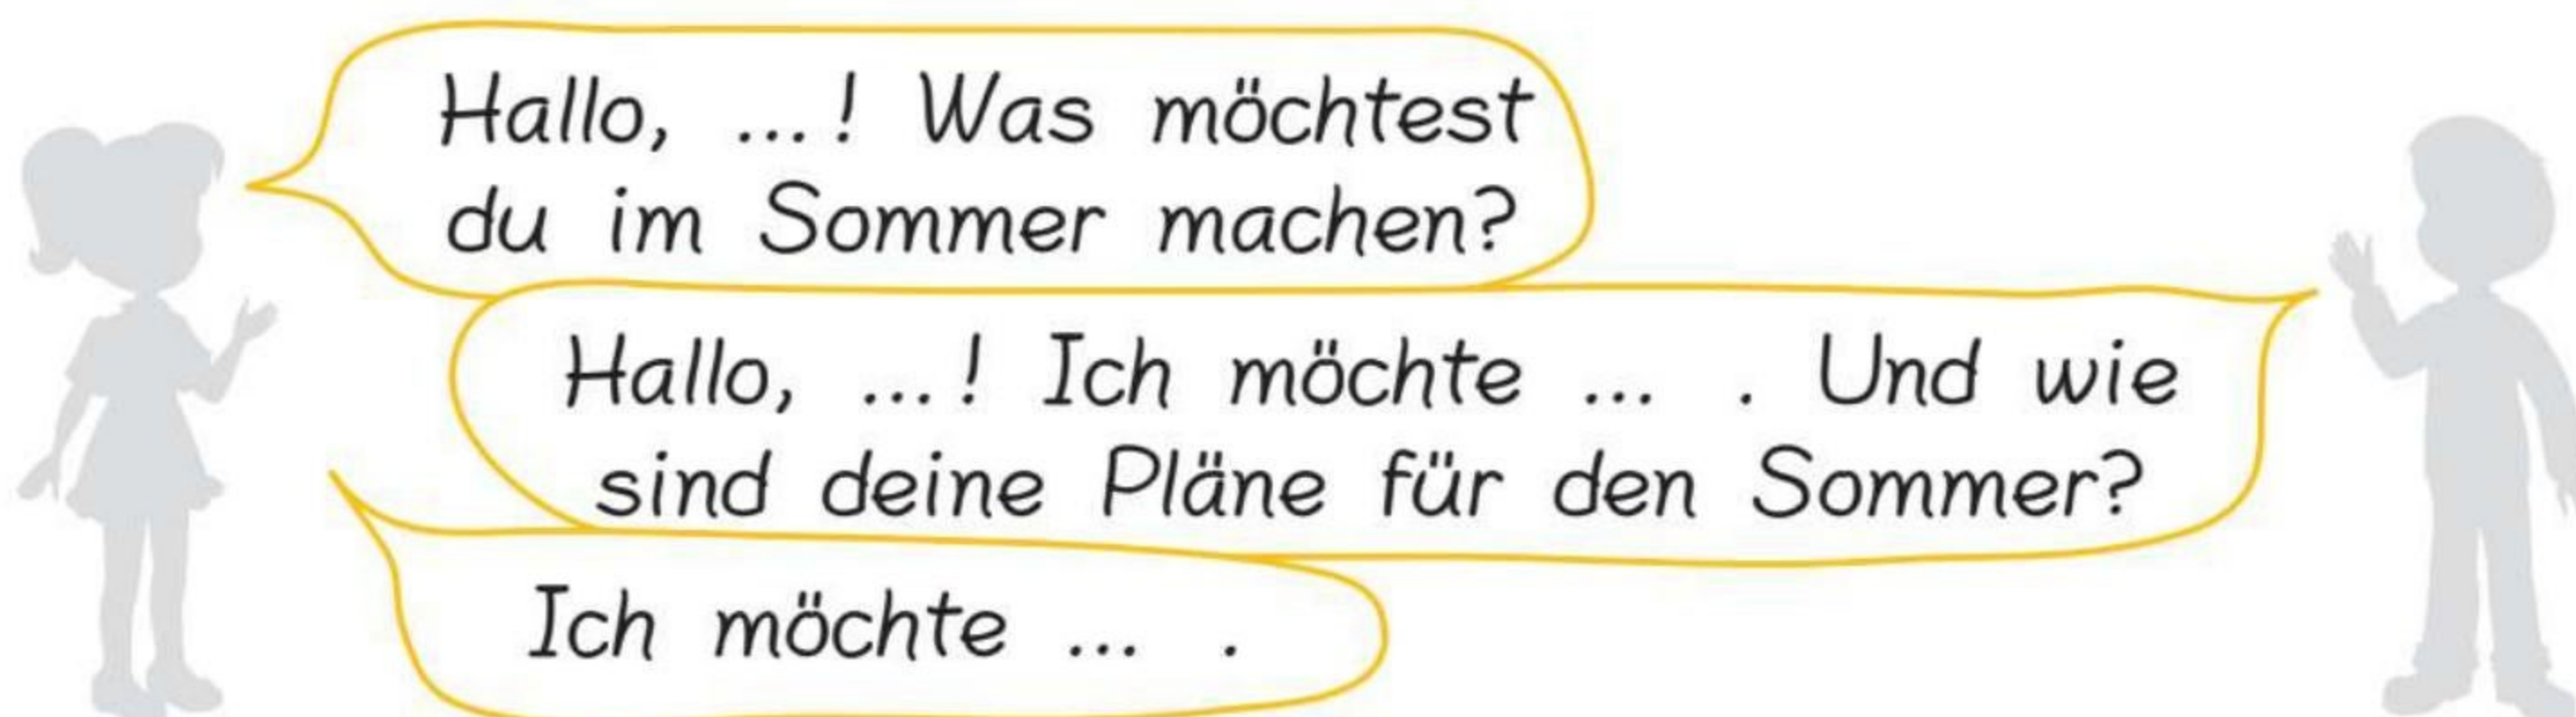 Hallo, ...! Was möchtest
du im Sommer machen?
Hallo, ...! Ich möchte ... . Und wie
sind deine Pläne für den Sommer?
Ich möchte ... .